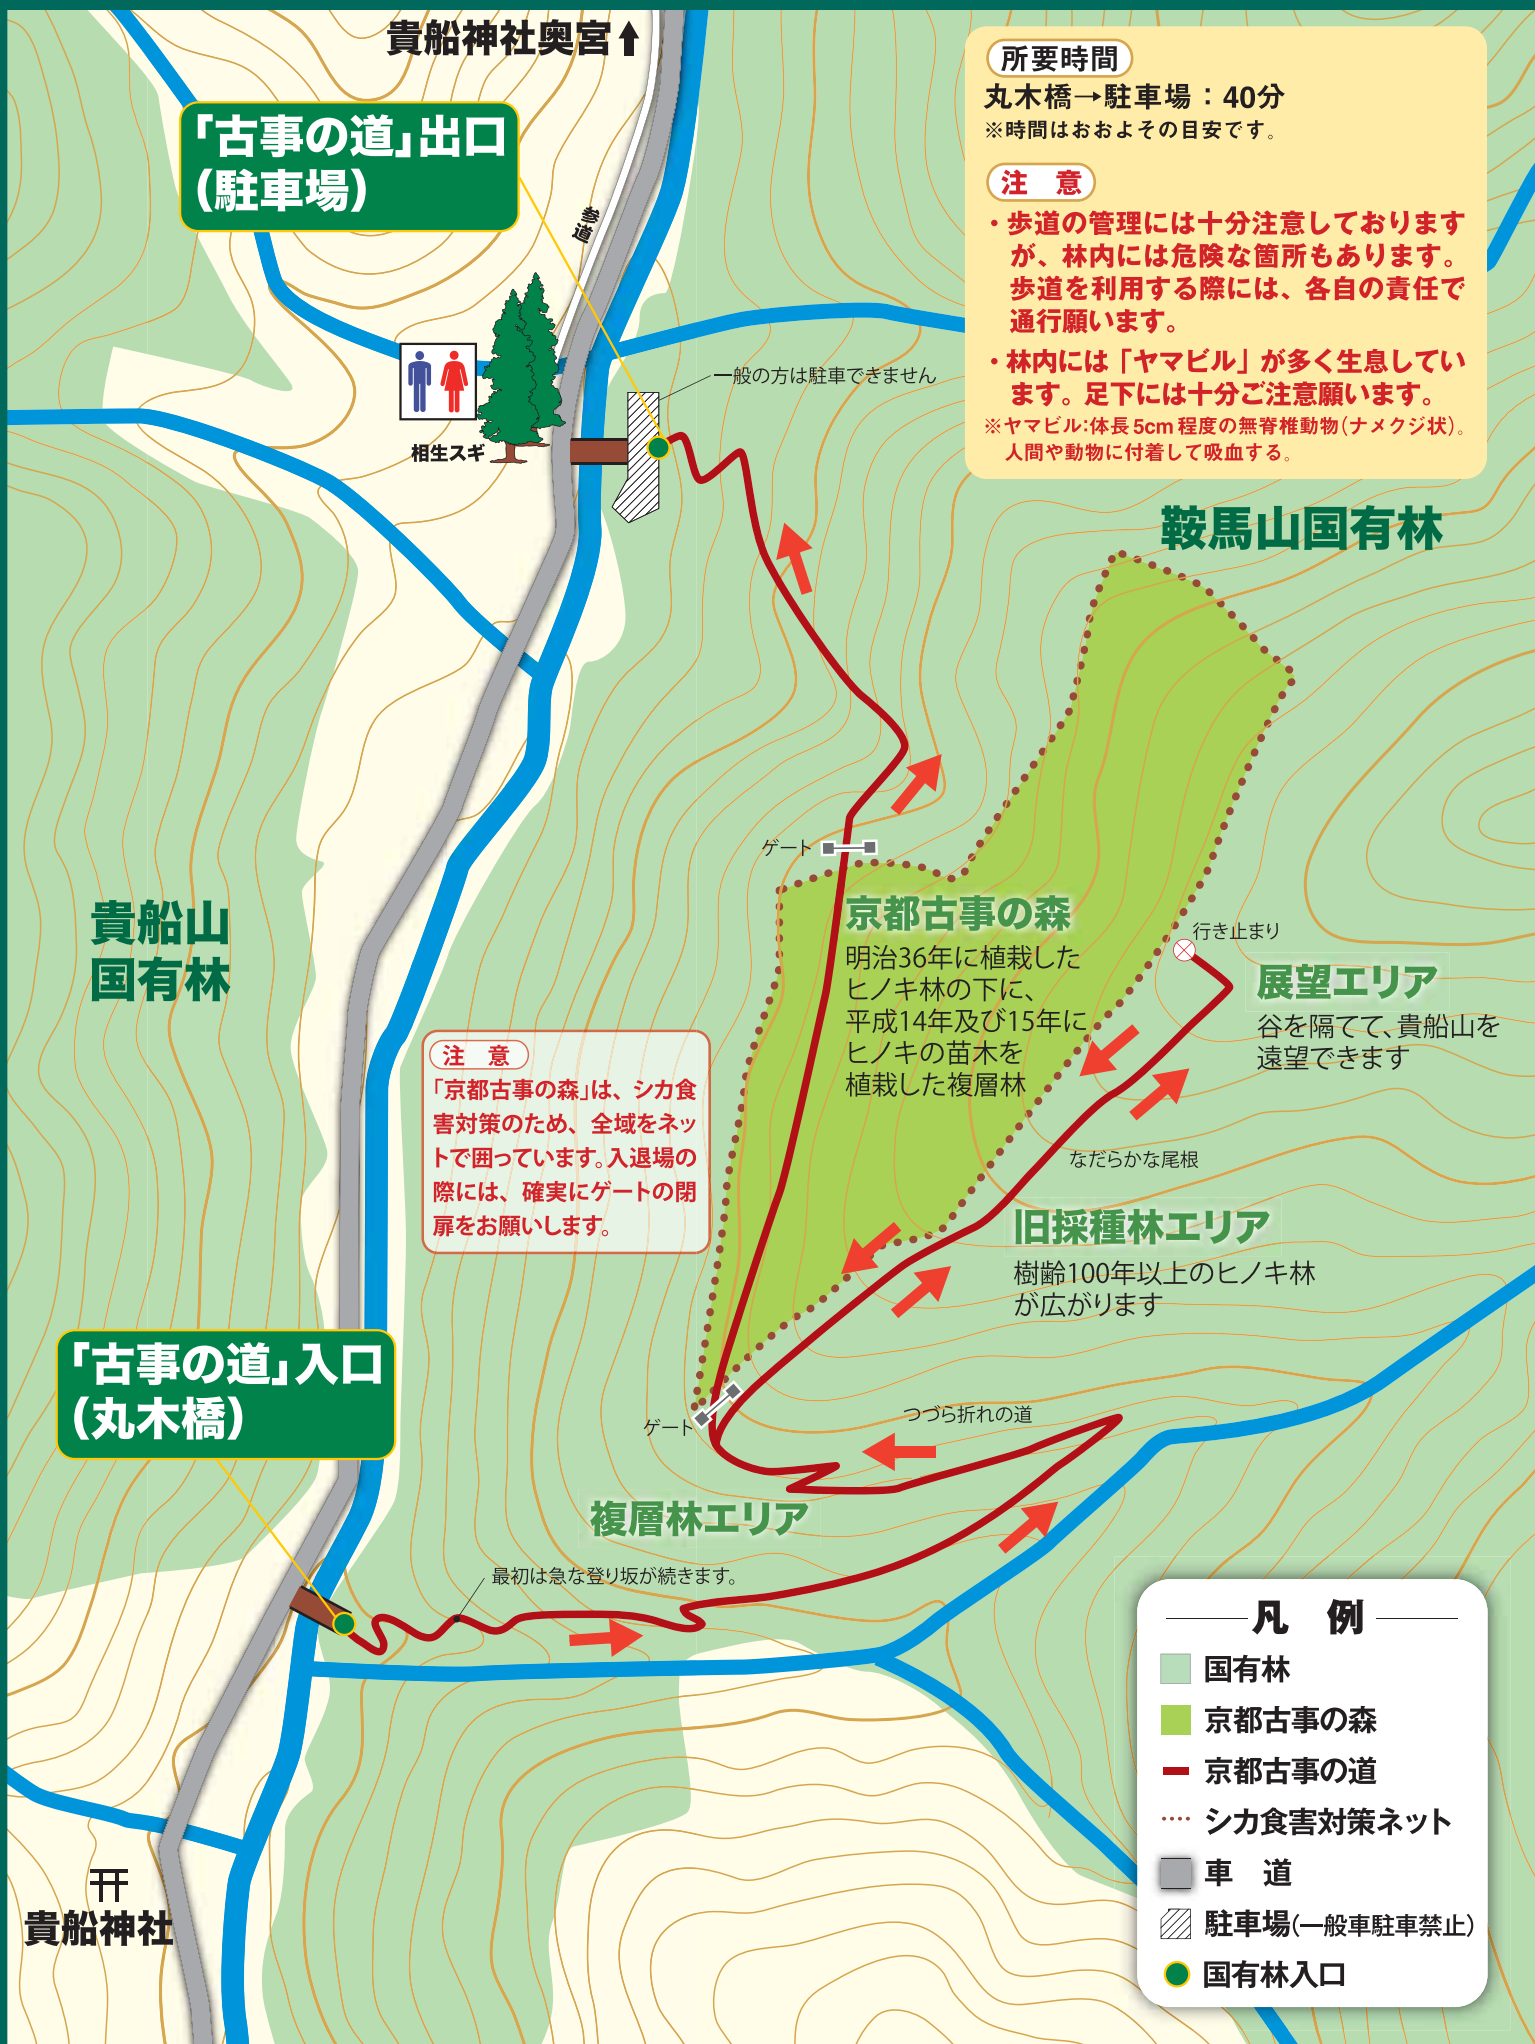 貴船神社奥宮
「古事の道」出口
(駐車場)
参道
所要時間
丸木橋→駐車場：40分
※時間はおおよその目安です。
注　意
・歩道の管理には十分注意しております
が、林内には危険な箇所もあります。
歩道を利用する際には、各自の責任で
通行願います。
・林内には「ヤマビル」が多く生息してい
ます。足下には十分ご注意願います。
※ヤマビル：体長5cm程度の無脊椎動物(ナメクジ状)。
人間や動物に付着して吸血する。
一般の方は駐車できません
相生スギ
鞍馬山国有林
ゲート
貴船山
国有林
京都古事の森
明治36年に植栽した
ヒノキ林の下に、
平成14年及び15年に
ヒノキの苗木を
植栽した複層林
行き止まり
展望エリア
谷を隔てて、貴船山を
遠望できます
注　意
「京都古事の森」は、シカ食
害対策のため、全域をネッ
トで囲っています。入退場の
際には、確実にゲートの閉
扉をお願いします。
なだらかな尾根
旧採種林エリア
樹齢100年以上のヒノキ林
が広がります
「古事の道」入口
(丸木橋)
ゲート
つづら折れの道
複層林エリア
最初は急な登り坂が続きます。
貴船神社
凡　例
国有林
京都古事の森
京都古事の道
シカ食害対策ネット
車　道
駐車場(一般車駐車禁止)
国有林入口